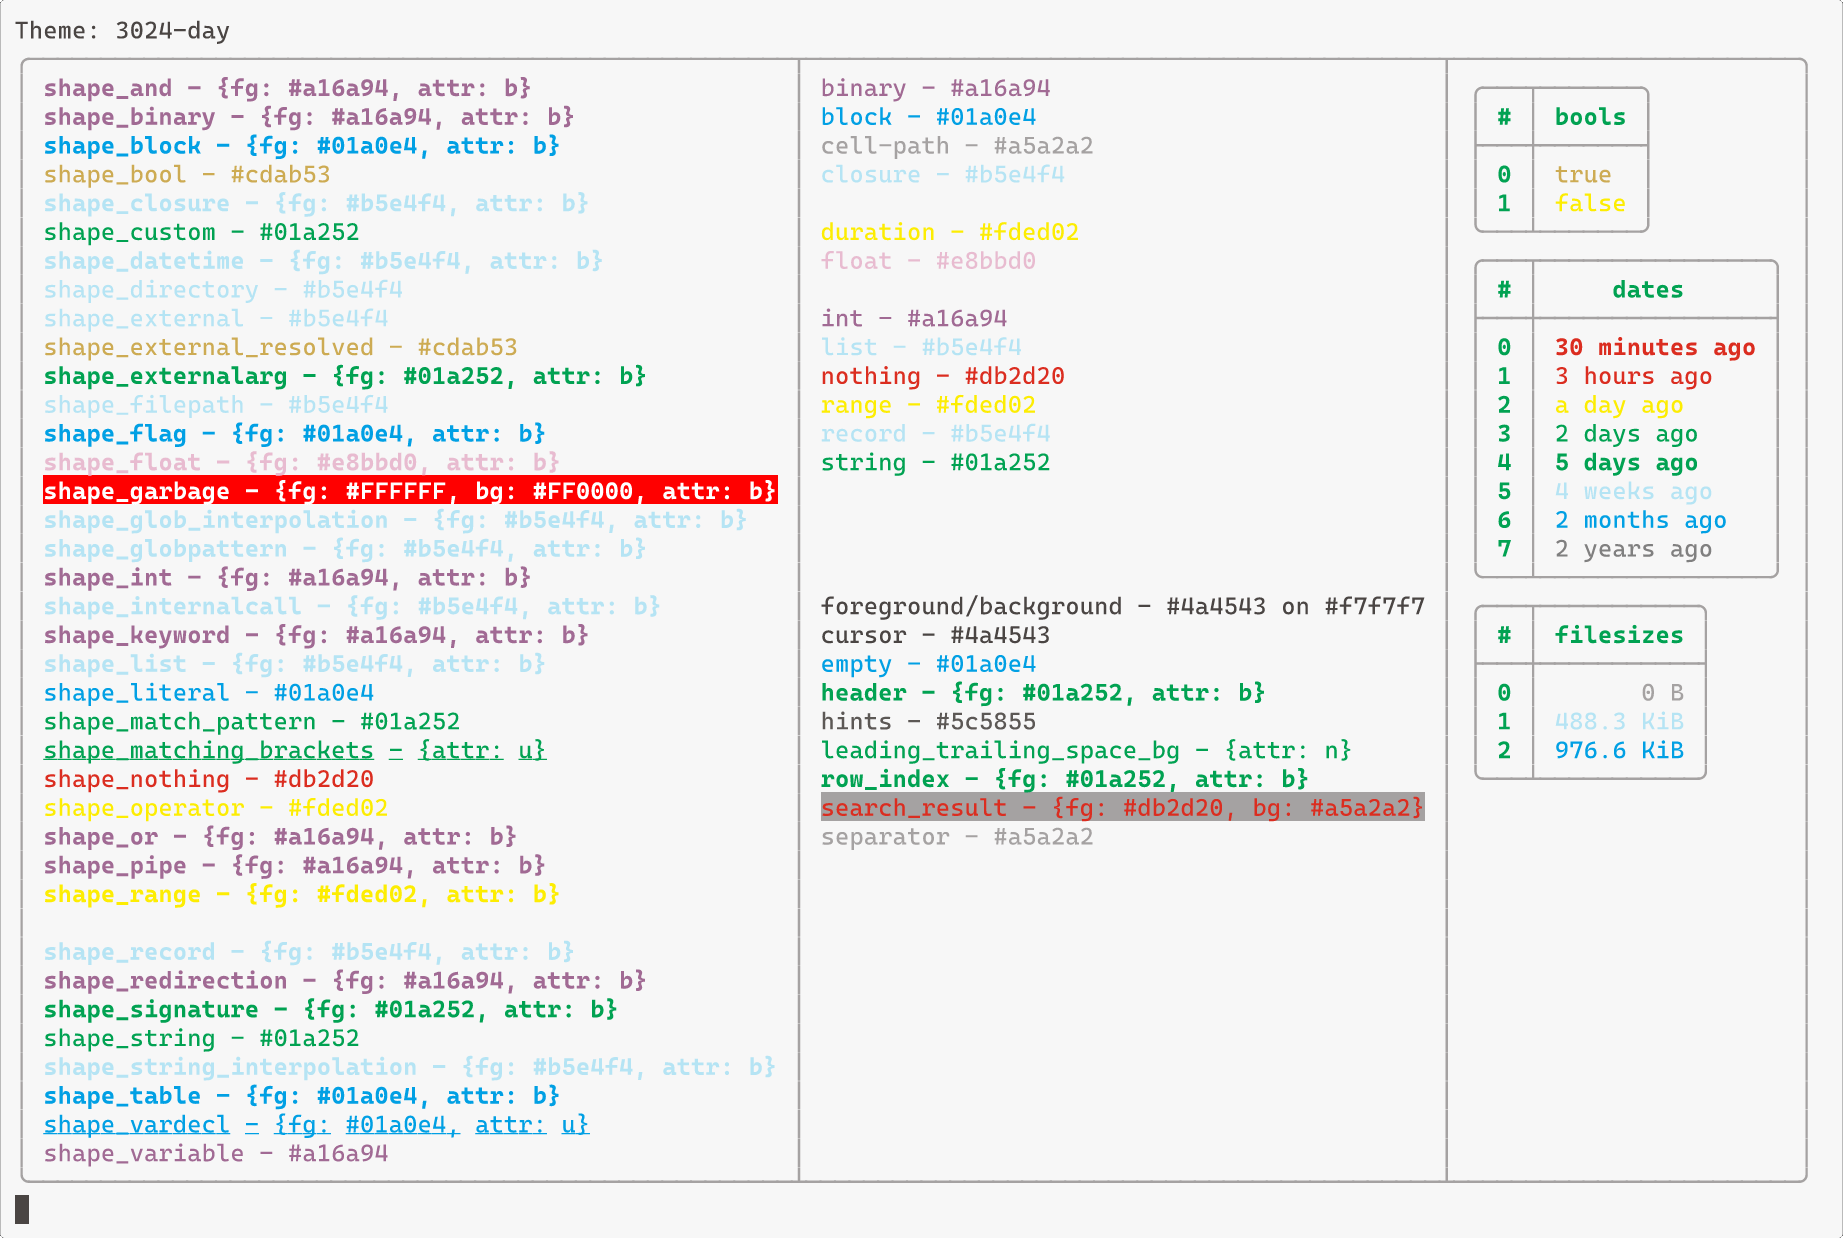 Theme: 3024-day
shape_and - {fg: #a16a94, attr: b}
shape_binary - {fg: #a16a94, attr: b}
shape_block - {fg: #01a0e4, attr: b}
shape_bool - #cdab53
shape_closure - {fg: #b5e4f4, attr: b}
shape_custom - #01a252
shape_datetime - {fg: #b5e4f4, attr: b}
shape_directory - #b5e4f4
shape_external - #b5e4f4
shape_external_resolved - #cdab53
shape_externalarg - {fg: #01a252, attr: b}
shape_filepath - #b5e4f4
shape_flag - {fg: #01a0e4, attr: b}
shape_float - {fg: #e8bbd0, attr: b}
shape_garbage - {fg: #FFFFFF, bg: #FF0000, attr: b}
shape_glob_interpolation - {fg: #b5e4f4, attr: b}
shape_globpattern - {fg: #b5e4f4, attr: b}
shape_int - {fg: #a16a94, attr: b}
shape_internalcall - {fg: #b5e4f4, attr: b}
shape_keyword - {fg: #a16a94, attr: b}
shape_list - {fg: #b5e4f4, attr: b}
shape_literal - #01a0e4
shape_match_pattern - #01a252
shape_matching_brackets - {attr: u}
shape_nothing - #db2d20
shape_operator - #fded02
shape_or - {fg: #a16a94, attr: b}
shape_pipe - {fg: #a16a94, attr: b}
shape_range - {fg: #fded02, attr: b}
shape_record - {fg: #b5e4f4, attr: b}
shape_redirection - {fg: #a16a94, attr: b}
shape_signature - {fg: #01a252, attr: b}
shape_string - #01a252
shape_string_interpolation - {fg: #b5e4f4, attr: b}
shape_table - {fg: #01a0e4, attr: b}
shape_vardecl - {fg: #01a0e4, attr: u}
shape_variable - #a16a94
binary - #a16a94
block - #01a0e4
cell-path - #a5a2a2
closure - #b5e4f4
duration - #fded02
float - #e8bbd0
int - #a16a94
list - #b5e4f4
nothing - #db2d20
range - #fded02
record - #b5e4f4
string - #01a252
foreground/background - #4a4543 on #f7f7f7
cursor - #4a4543
empty - #01a0e4
header - {fg: #01a252, attr: b}
hints - #5c5855
leading_trailing_space_bg - {attr: n}
row_index - {fg: #01a252, attr: b}
search_result - {fg: #db2d20, bg: #a5a2a2}
separator - #a5a2a2
# bools
0 true
1 false
# dates
0 30 minutes ago
1 3 hours ago
2 a day ago
3 2 days ago
4 5 days ago
5 4 weeks ago
6 2 months ago
7 2 years ago
# filesizes
0 0 B
1 488.3 KiB
2 976.6 KiB